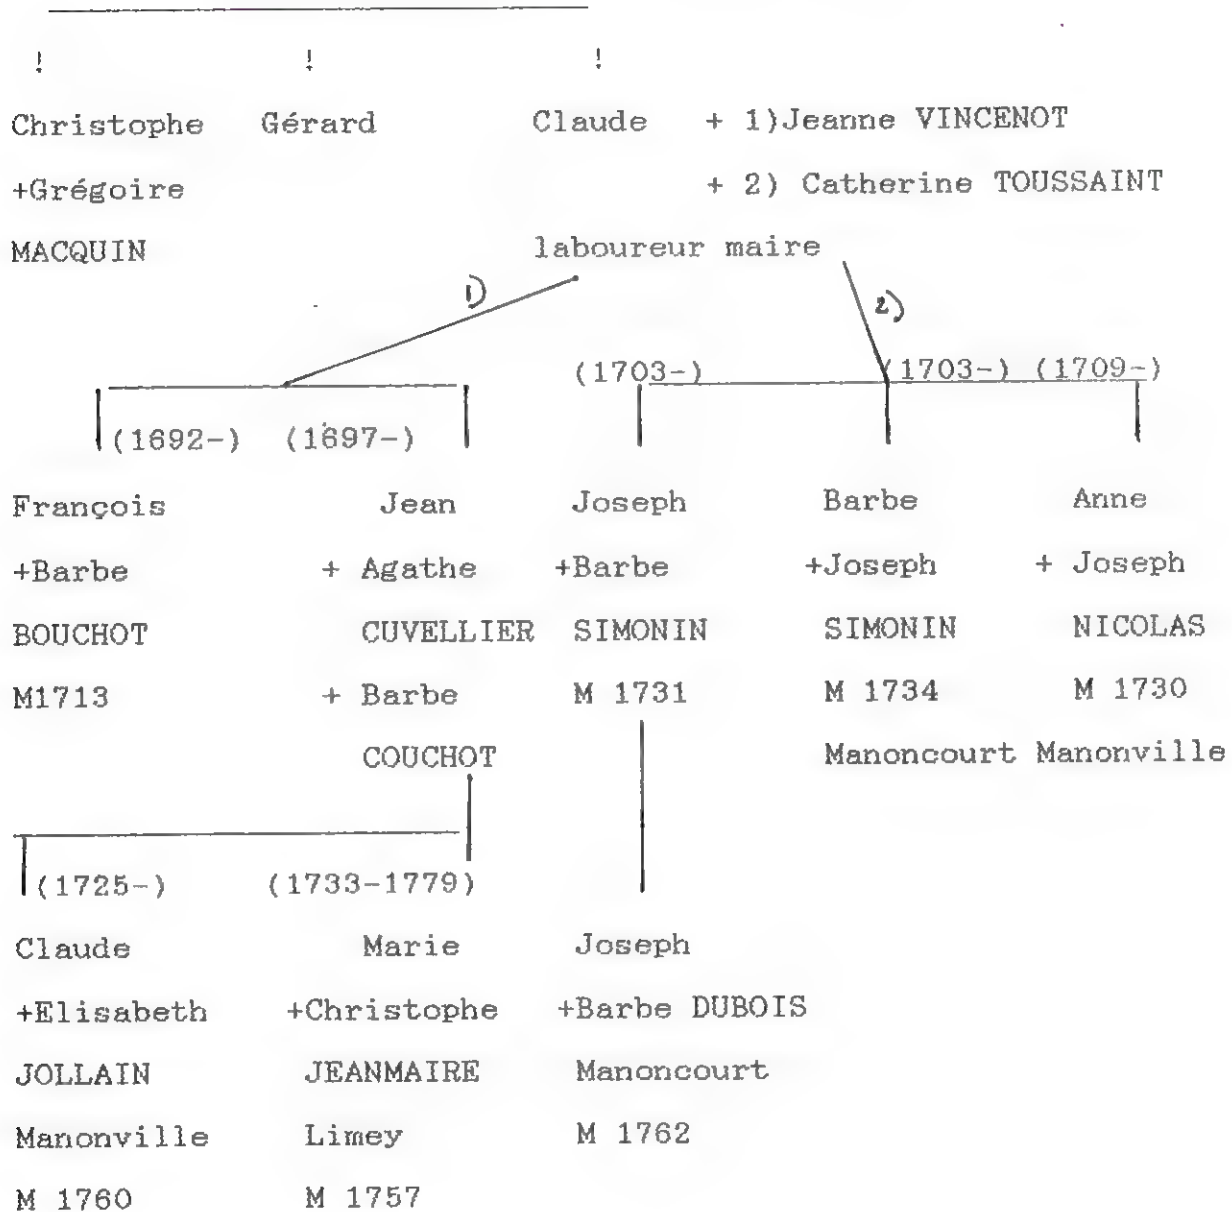 ! ! !
Christophe Gérard Claude + 1)Jeanne VINCENOT
+Grégoire + 2) Catherine TOUSSAINT
MACQUIN laboureur maire
1) 2)
(1703-) (1703-) (1709-)
(1692-) (1697-)
François Jean Joseph Barbe Anne
+Barbe + Agathe +Barbe +Joseph + Joseph
BOUCHOT CUVELLIER SIMONIN SIMONIN NICOLAS
M1713 + Barbe M 1731 M 1734 M 1730
COUCHOT Manoncourt Manonville
(1725-) (1733-1779)
Claude Marie Joseph
+Elisabeth +Christophe +Barbe DUBOIS
JOLLAIN JEANMAIRE Manoncourt
Manonville Limey M 1762
M 1760 M 1757